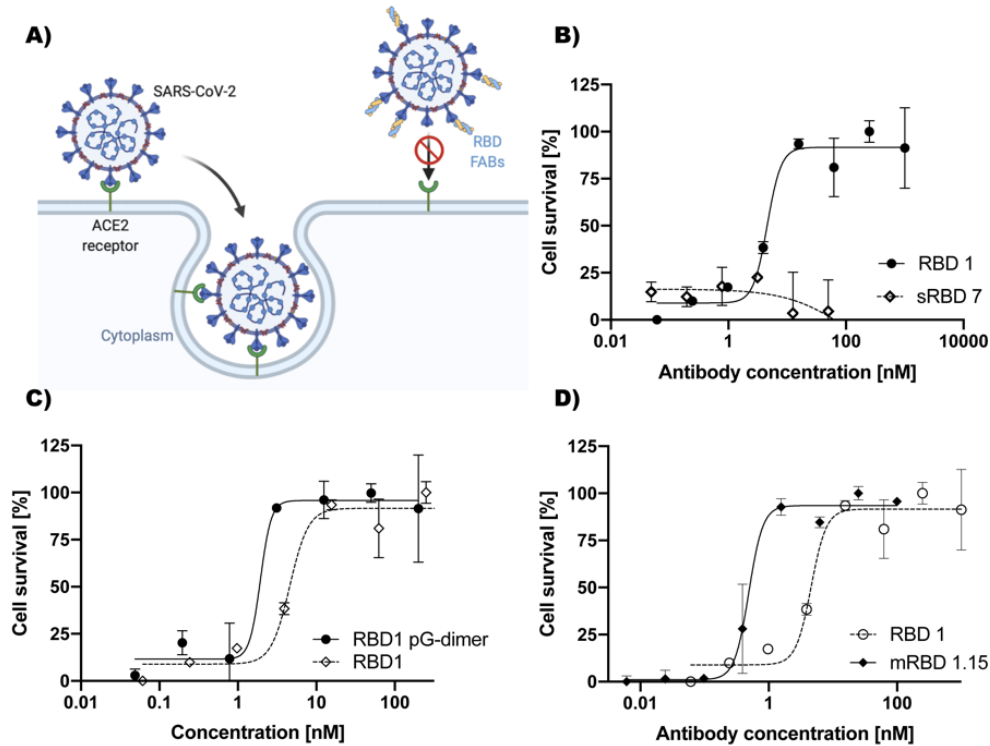 A)
SARS-CoV-2
RBD
FABs
ACE2
receptor
Cytoplasm
B)
Cell survival [%]
125
100
75
50
25
0
0.01
1
100
10000
Antibody concentration [nM]
RBD 1
sRBD 7
C)
Cell survival [%]
125
100
75
50
25
0
0.01
0.1
1
10
100
Concentration [nM]
RBD1 pG-dimer
RBD1
D)
Cell survival [%]
125
100
75
50
25
0
0.01
1
100
Antibody concentration [nM]
RBD 1
mRBD 1.15